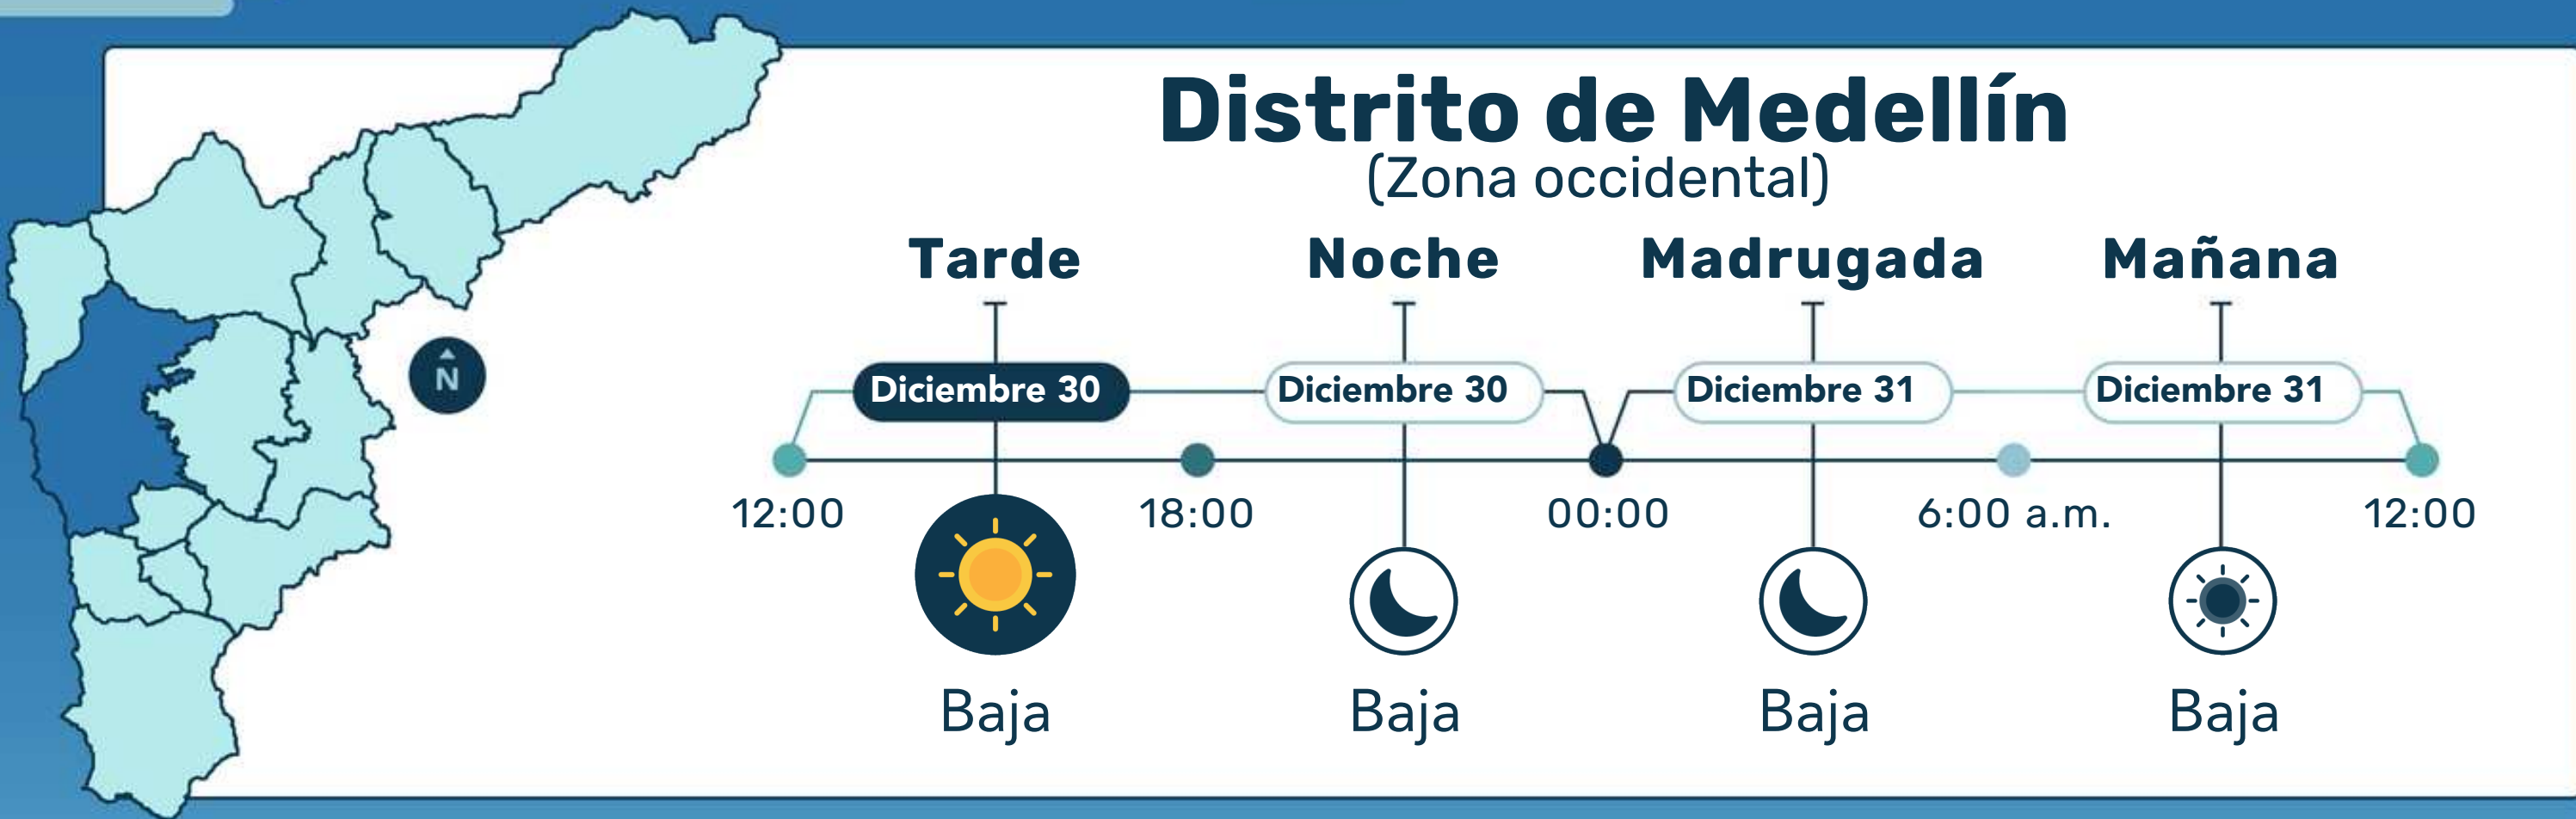 Distrito de Medellín
(Zona occidental)
Tarde Noche Madrugada Mañana
N
Diciembre 30 Diciembre 30 Diciembre 31 Diciembre 31
12:00 18:00 00:00 6:00 a.m. 12:00
Baja Baja Baja Baja